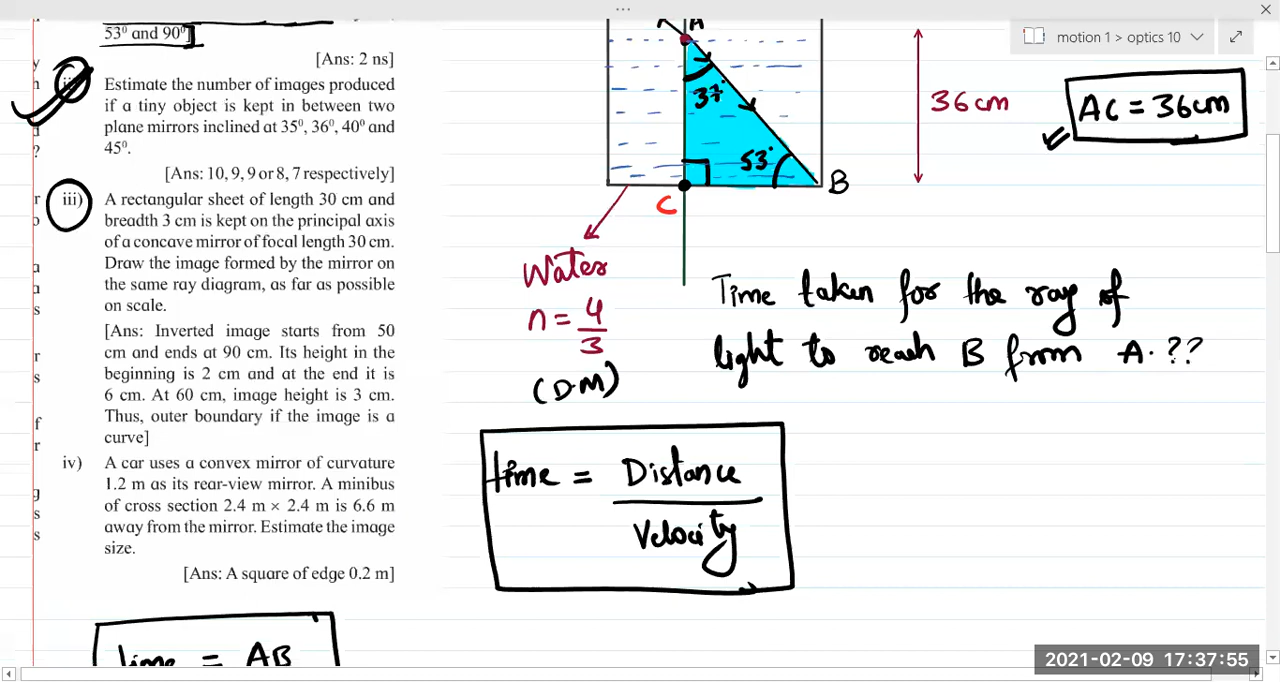 motion 1 > optics 10
53⁰ and 90⁰]
[Ans: 2 ns]
Estimate the number of images produced
if a tiny object is kept in between two
plane mirrors inclined at 35⁰, 36⁰, 40⁰ and
45⁰.
[Ans: 10, 9, 9 or 8, 7 respectively]
iii) A rectangular sheet of length 30 cm and
breadth 3 cm is kept on the principal axis
of a concave mirror of focal length 30 cm.
Draw the image formed by the mirror on
the same ray diagram, as far as possible
on scale.
[Ans: Inverted image starts from 50
cm and ends at 90 cm. Its height in the
beginning is 2 cm and at the end it is
6 cm. At 60 cm, image height is 3 cm.
Thus, outer boundary if the image is a
curve]
iv) A car uses a convex mirror of curvature
1.2 m as its rear-view mirror. A minibus
of cross section 2.4 m × 2.4 m is 6.6 m
away from the mirror. Estimate the image
size.
[Ans: A square of edge 0.2 m]
time = AB
A
37°
53°
B
C
36 cm
AC = 36cm
Water
n = 4/3
(D.M)
Time taken for the ray of
light to reach B from A.??
time = Distance
Velocity
2021-02-09 17:37:55